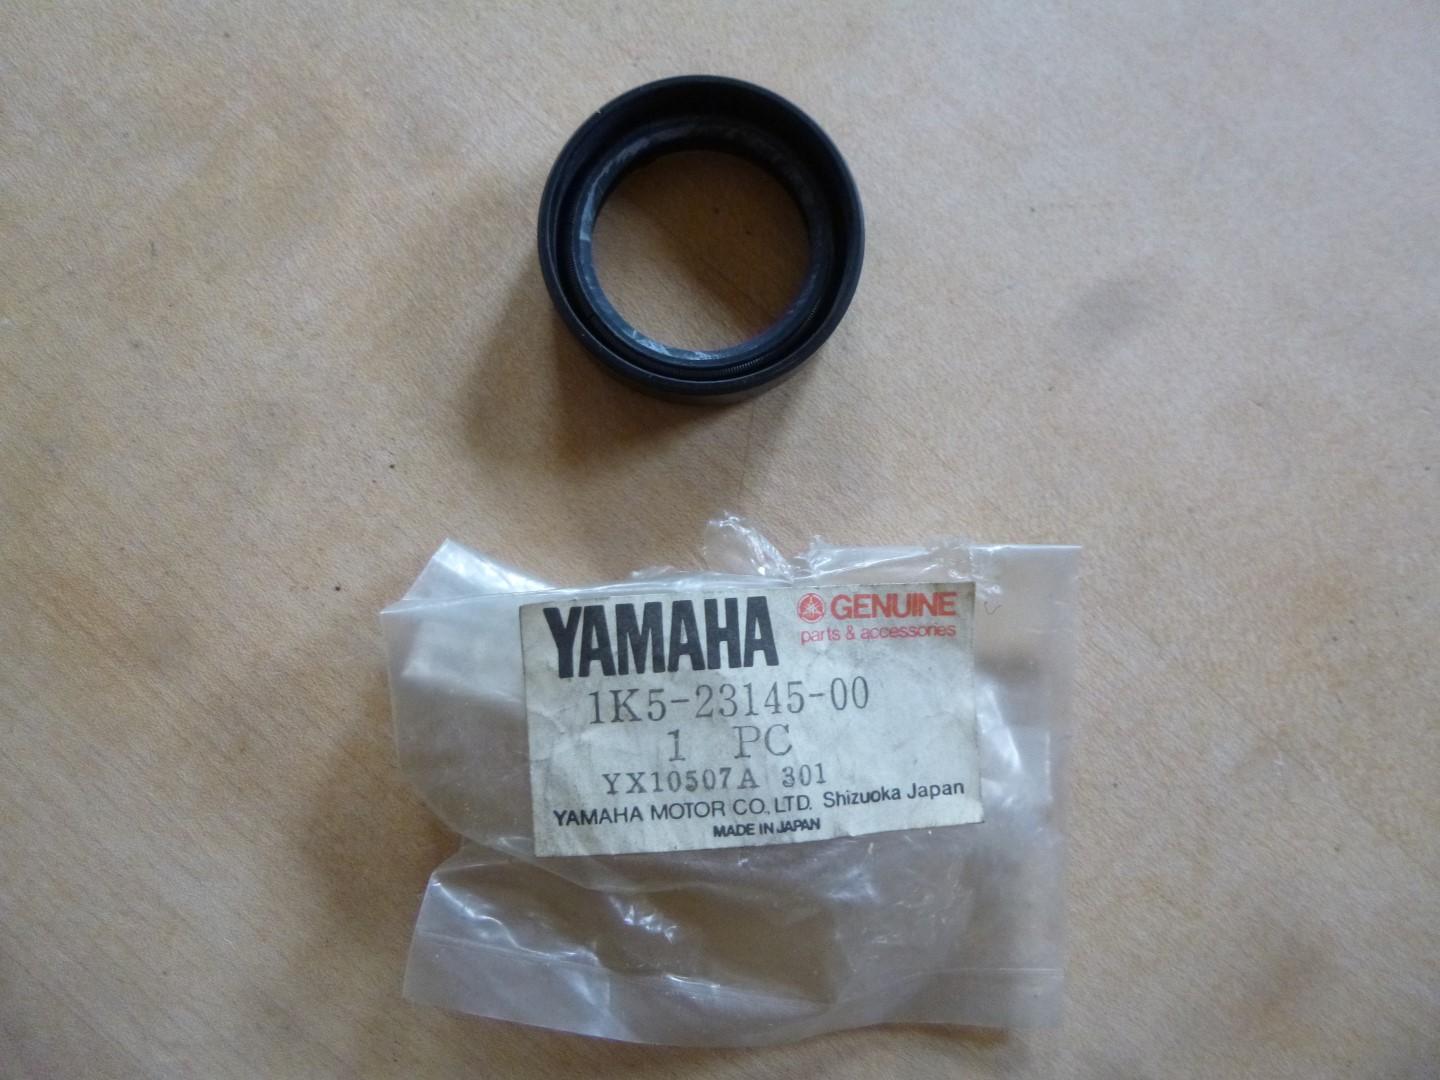 YAMAHA GENUINE
parts & accessories
1K5-23145-00
1 PC
YX10507A 301
YAMAHA MOTOR CO., LTD. Shizuoka Japan
MADE IN JAPAN